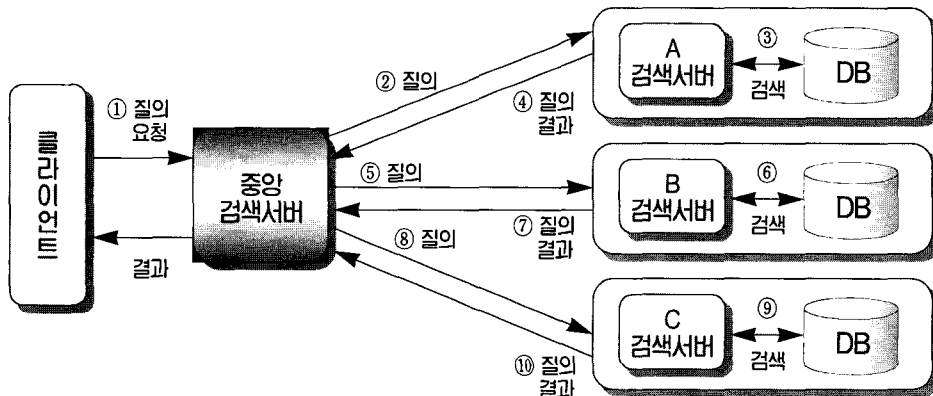 클라이언트
① 질의
요청
결과
중앙
검색서버
② 질의
④ 질의
결과
A
검색서버
③
검색
DB
⑤ 질의
⑦ 질의
결과
B
검색서버
⑥
검색
DB
⑧ 질의
⑩ 질의
결과
C
검색서버
⑨
검색
DB